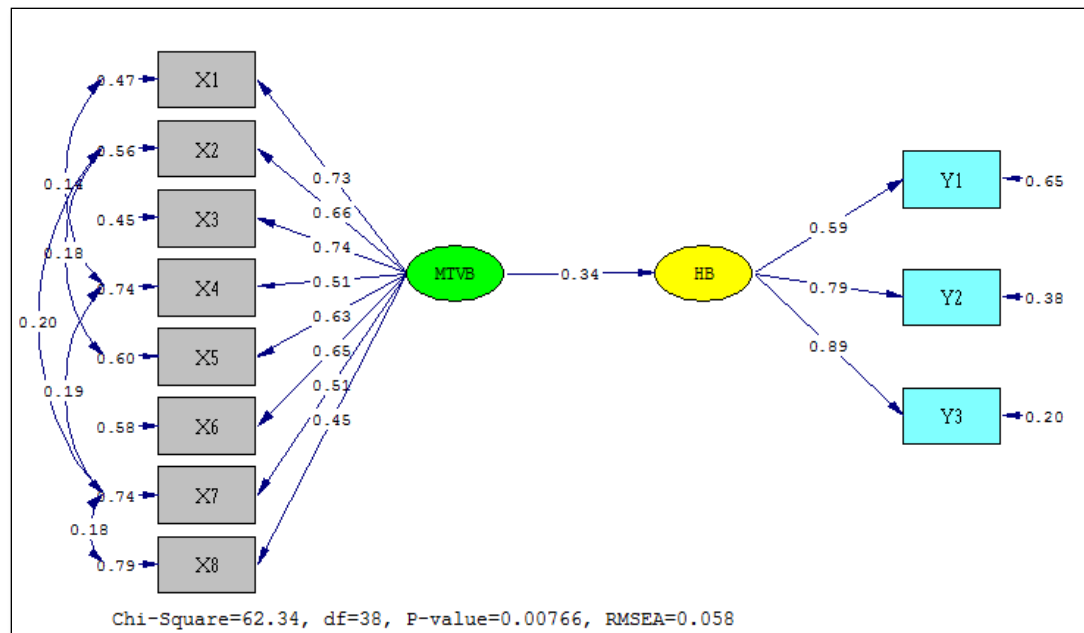 0.47 X1
0.56 X2
0.73
Y1 0.65
0.14
0.66
0.45 X3
0.59
0.74
0.18
MTVB 0.34 HB
0.74 X4
0.51
0.79
Y2 0.38
0.20
0.63
0.60 X5
0.65
0.89
0.19
0.51
0.58 X6
0.45
Y3 0.20
0.74 X7
0.18
0.79 X8
Chi-Square=62.34, df=38, P-value=0.00766, RMSEA=0.058